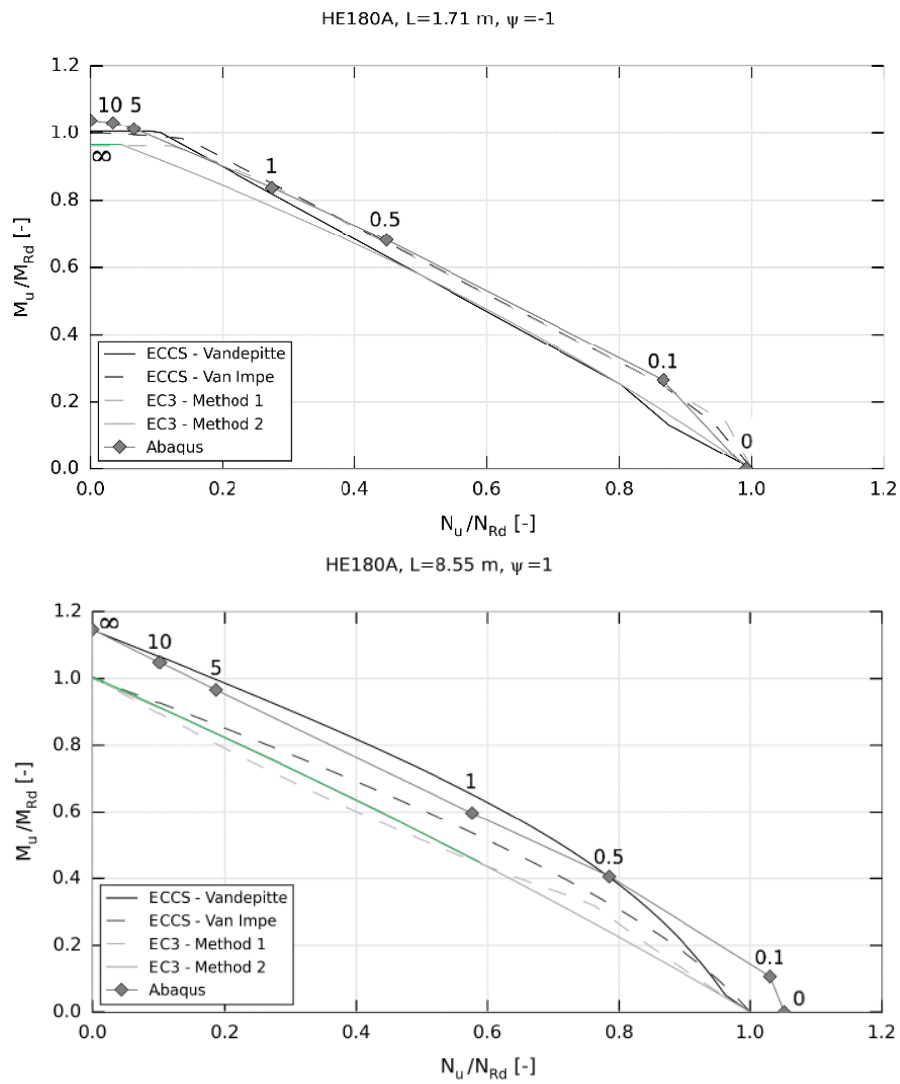 HE180A, L=1.71 m, ψ=-1
1.2
1.0
0.8
0.6
0.4
0.2
0.0
M_u/M_Rd [-]
10 5
∞
1
0.5
0.1
0
ECCS - Vandepitte
ECCS - Van Impe
EC3 - Method 1
EC3 - Method 2
Abaqus
0.0 0.2 0.4 0.6 0.8 1.0 1.2
N_u/N_Rd [-]
HE180A, L=8.55 m, ψ=1
1.2
1.0
0.8
0.6
0.4
0.2
0.0
M_u/M_Rd [-]
∞
10
5
1
0.5
0.1
0
ECCS - Vandepitte
ECCS - Van Impe
EC3 - Method 1
EC3 - Method 2
Abaqus
0.0 0.2 0.4 0.6 0.8 1.0 1.2
N_u/N_Rd [-]